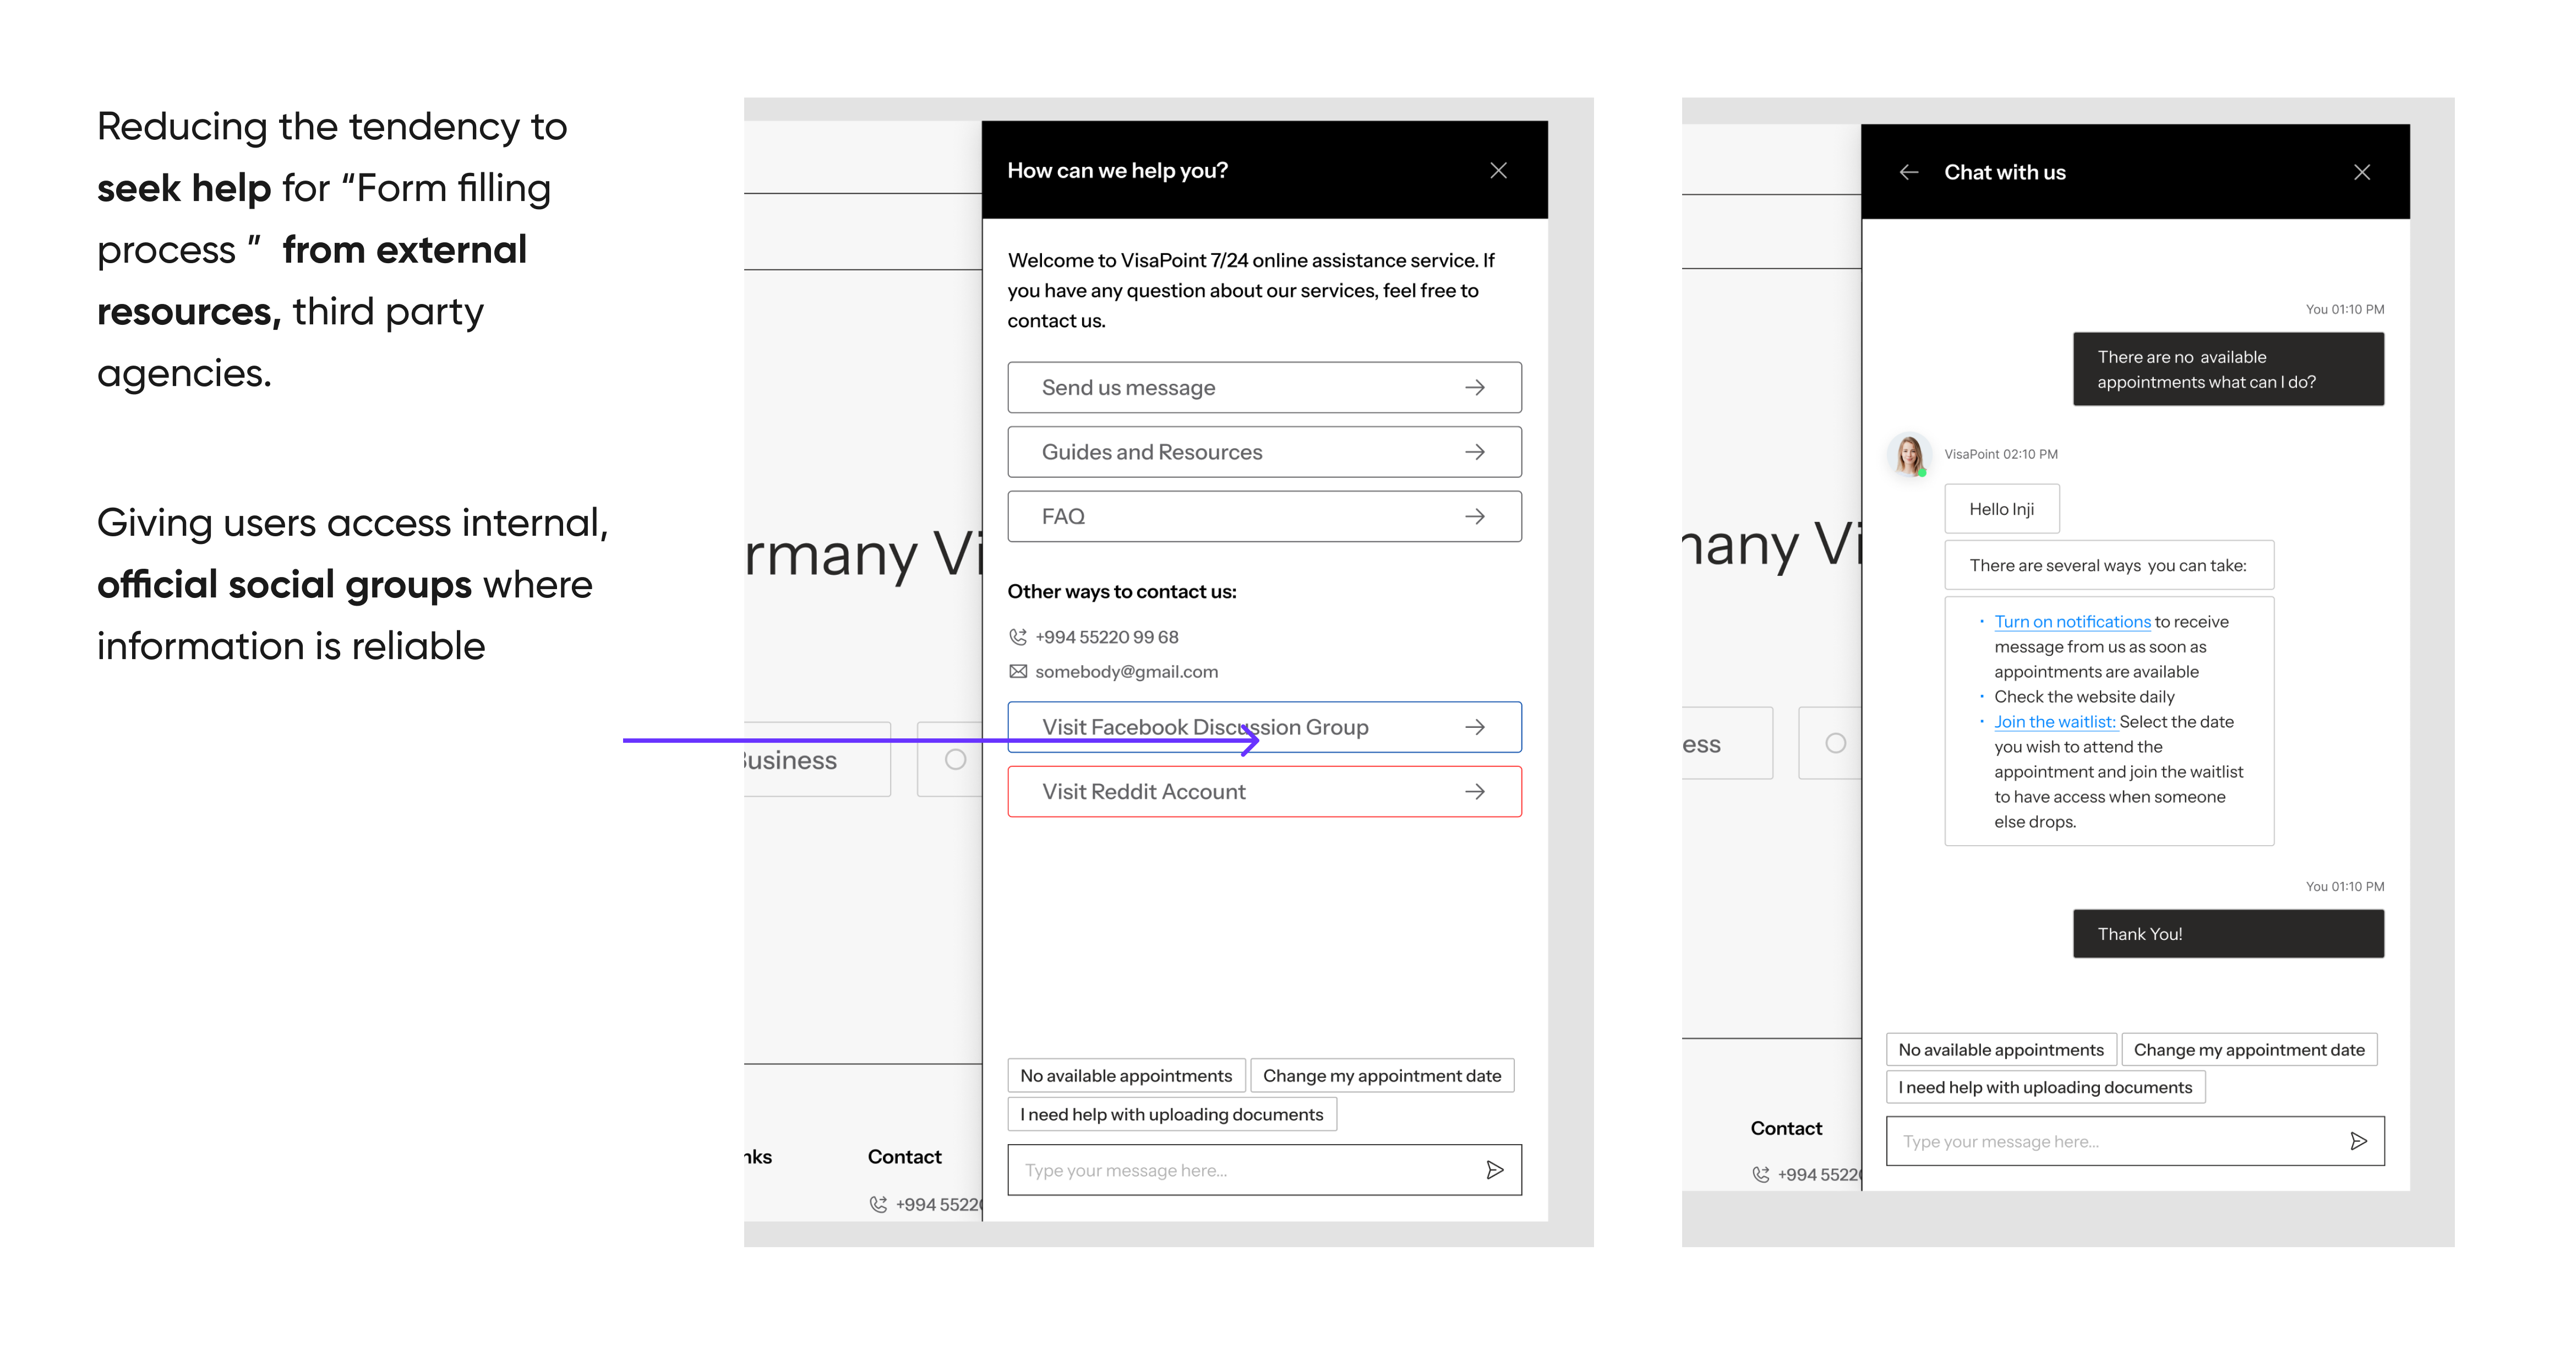 Reducing the tendency to
seek help for “Form filling
process ”  from external
resources, third party
agencies.
Giving users access internal,
official social groups where
information is reliable
rmany Vi
Business
nks
Contact
+994 5522
How can we help you?
Welcome to VisaPoint 7/24 online assistance service. If
you have any question about our services, feel free to
contact us.
Send us message
Guides and Resources
FAQ
Other ways to contact us:
+994 55220 99 68
somebody@gmail.com
Visit Facebook Discussion Group
Visit Reddit Account
No available appointments
Change my appointment date
I need help with uploading documents
Type your message here...
nany Vi
ess
Contact
+994 5522
Chat with us
You 01:10 PM
There are no  available
appointments what can I do?
VisaPoint 02:10 PM
Hello Inji
There are several ways  you can take:
• Turn on notifications to receive
message from us as soon as
appointments are available
• Check the website daily
• Join the waitlist: Select the date
you wish to attend the
appointment and join the waitlist
to have access when someone
else drops.
You 01:10 PM
Thank You!
No available appointments
Change my appointment date
I need help with uploading documents
Type your message here...